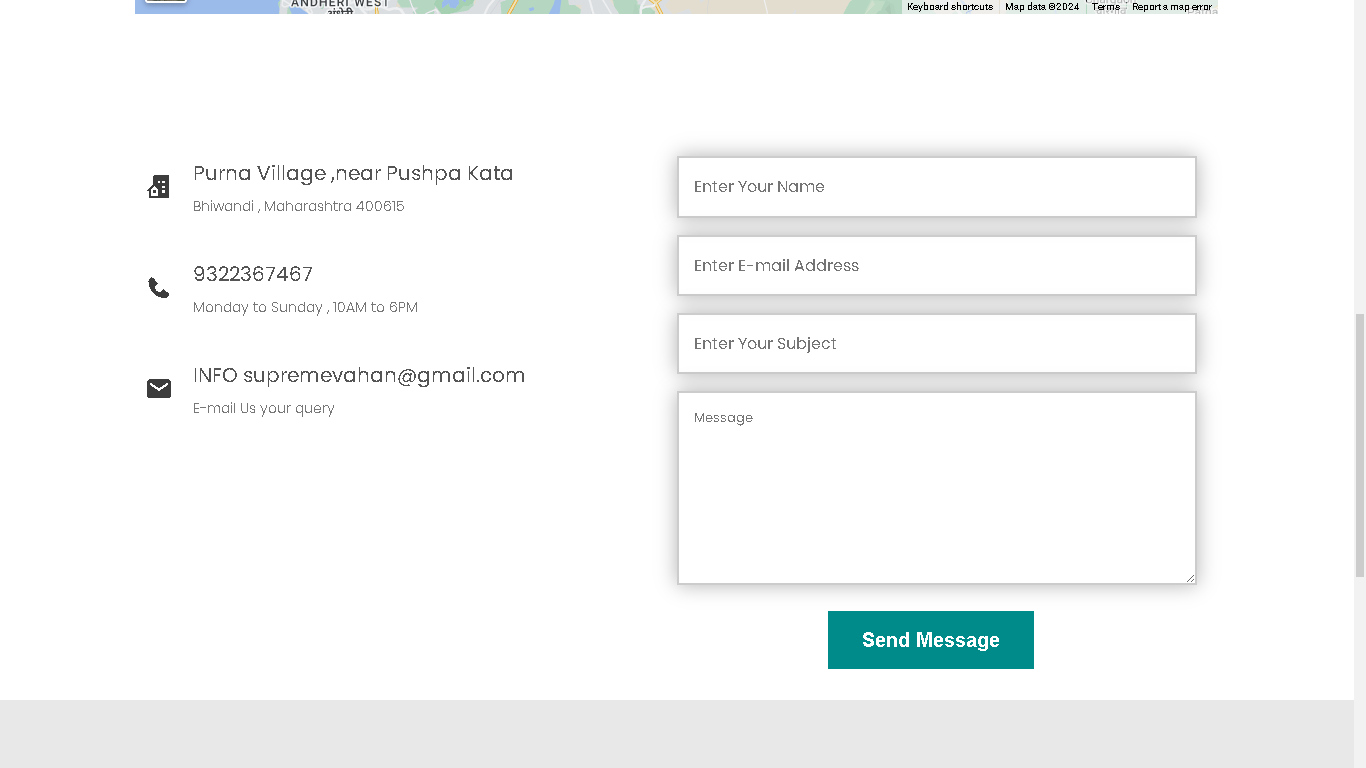 ANDHERI WEST
अंधेरी
Keyboard shortcuts Map data ©2024 Terms Report a map error
Purna Village ,near Pushpa Kata
Bhiwandi , Maharashtra 400615
9322367467
Monday to Sunday , 10AM to 6PM
INFO supremevahan@gmail.com
E-mail Us your query
Enter Your Name
Enter E-mail Address
Enter Your Subject
Message
Send Message